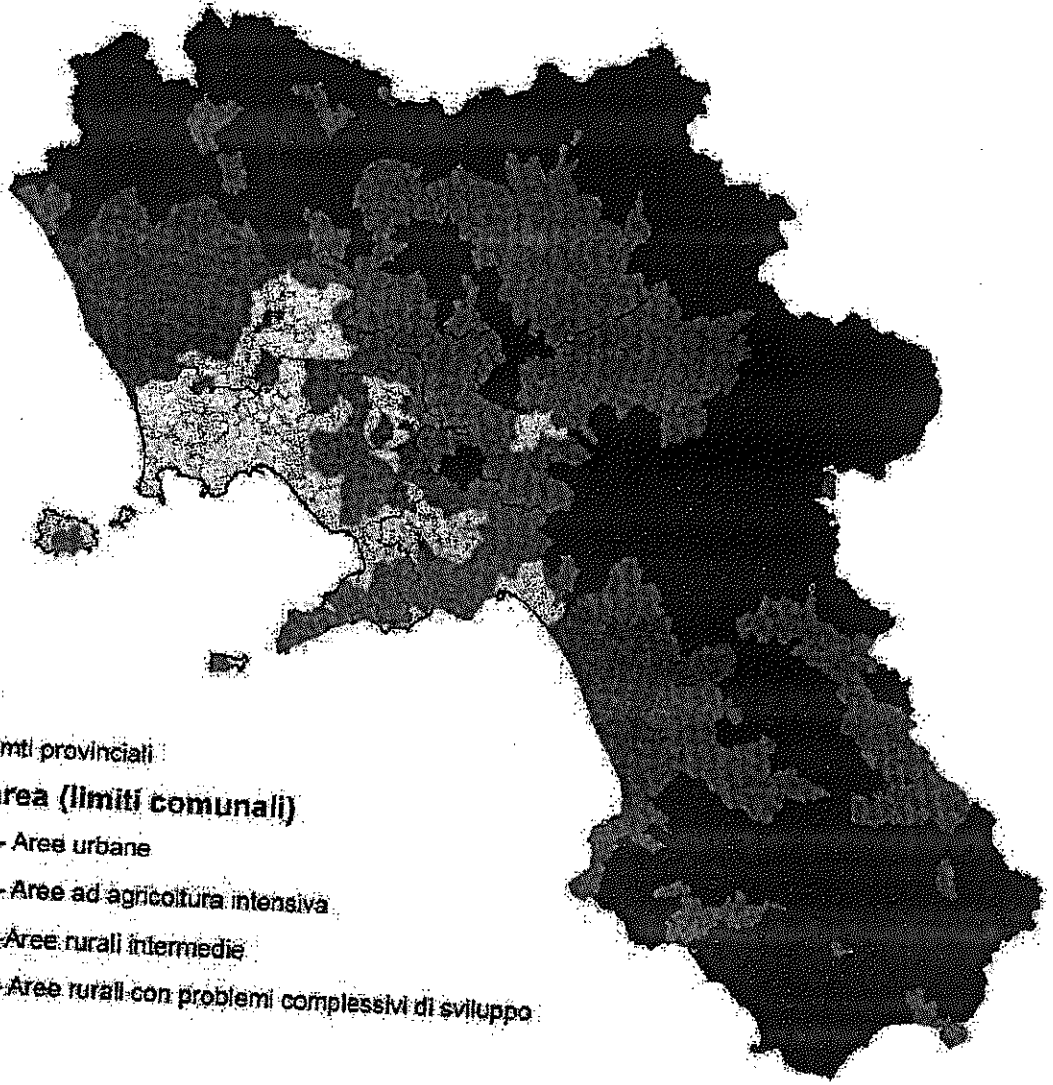 mti provinciali
area (limiti comunali)
- Aree urbane
- Aree ad agricoltura intensiva
-Aree rurali intermedie
-Aree rurali con problemi complessivi di sviluppo